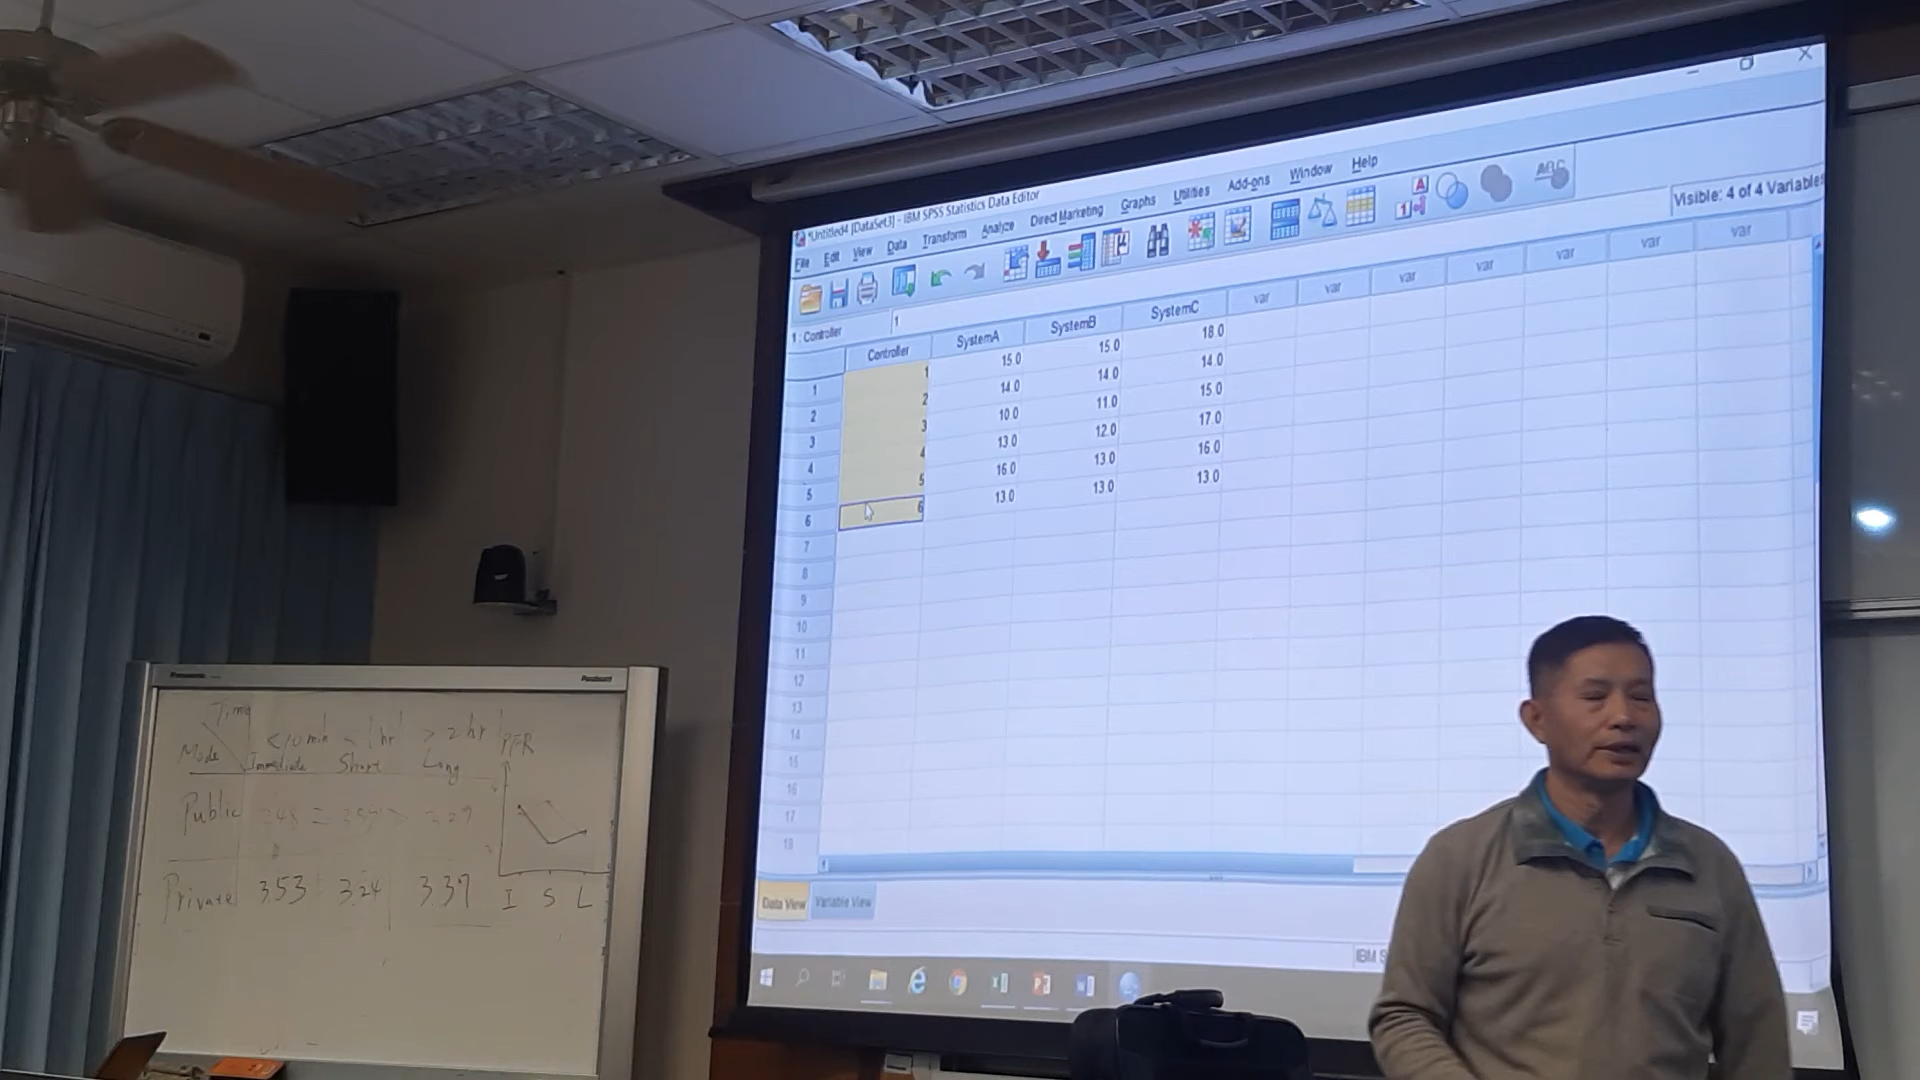 *Untitled4 [DataSet3] - IBM SPSS Statistics Data Editor
File Edit View Data Transform Analyze Direct Marketing Graphs Utilities Add-ons Window Help
1 : Controller 1
Visible: 4 of 4 Variables
Controller SystemA SystemB SystemC var var var var var var var
1 1 15.0 15.0 18.0
2 2 14.0 14.0 14.0
3 3 10.0 11.0 15.0
4 4 13.0 12.0 17.0
5 5 16.0 13.0 16.0
6 6 13.0 13.0 13.0
7
8
9
10
11
12
13
14
15
16
17
18
Data View Variable View
IBM S
Panasonic Panaboard
Time
<10 min ~1hr >2hr PFR
Mode Immediate Short Long
Public
Private 3.53 3.24 3.37 I S L